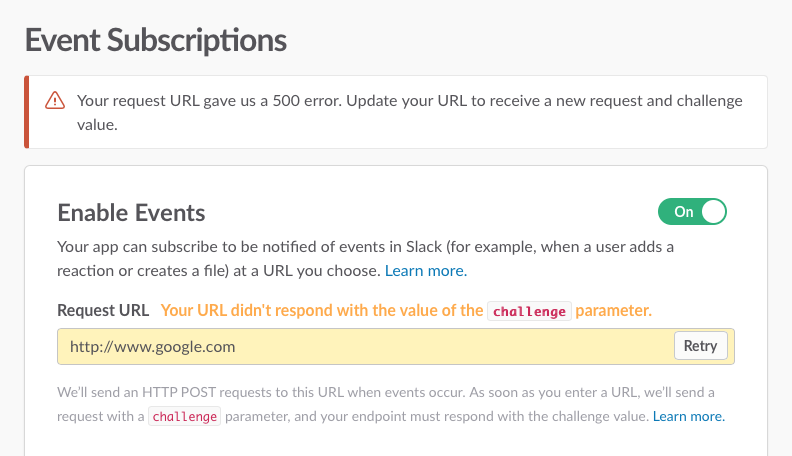 Event Subscriptions
Your request URL gave us a 500 error. Update your URL to receive a new request and challenge
value.
Enable Events
On
Your app can subscribe to be notified of events in Slack (for example, when a user adds a
reaction or creates a file) at a URL you choose. Learn more.
Request URL Your URL didn't respond with the value of the challenge parameter.
http://www.google.com
Retry
We’ll send an HTTP POST requests to this URL when events occur. As soon as you enter a URL, we’ll send a
request with a challenge parameter, and your endpoint must respond with the challenge value. Learn more.